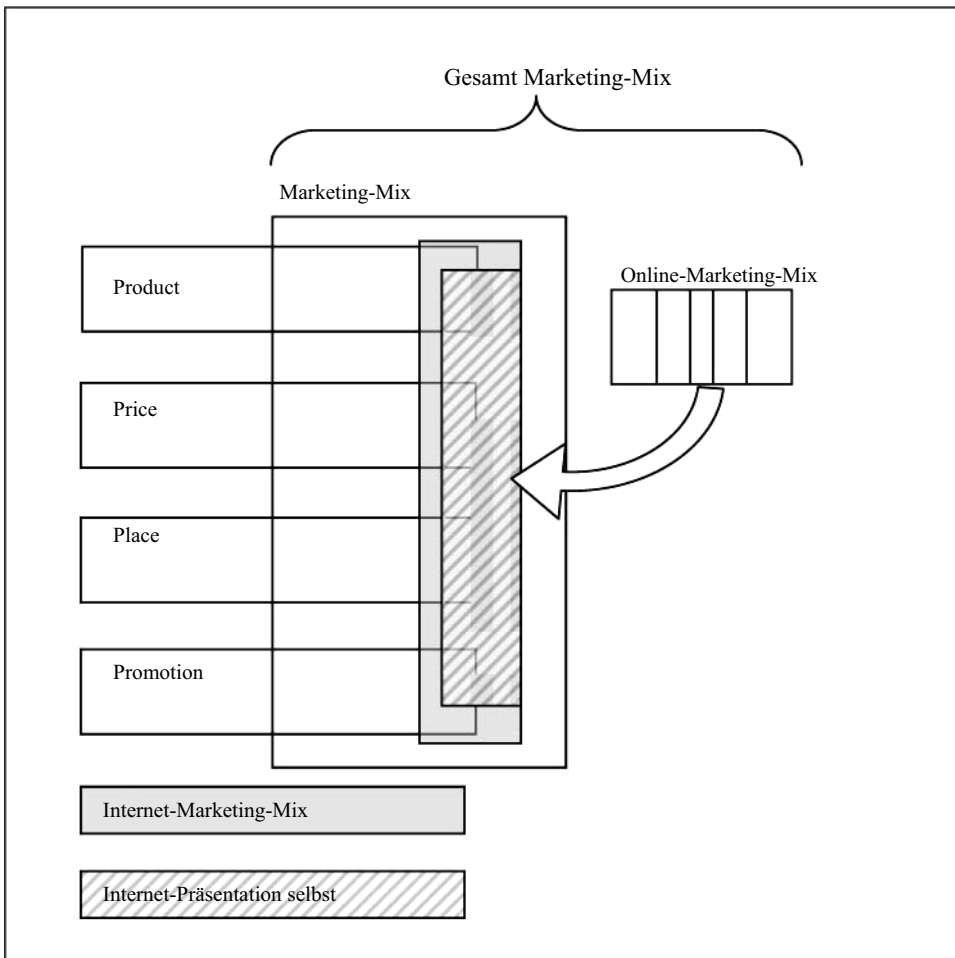 Gesamt Marketing-Mix
Marketing-Mix
Online-Marketing-Mix
Product
Price
Place
Promotion
Internet-Marketing-Mix
Internet-Präsentation selbst